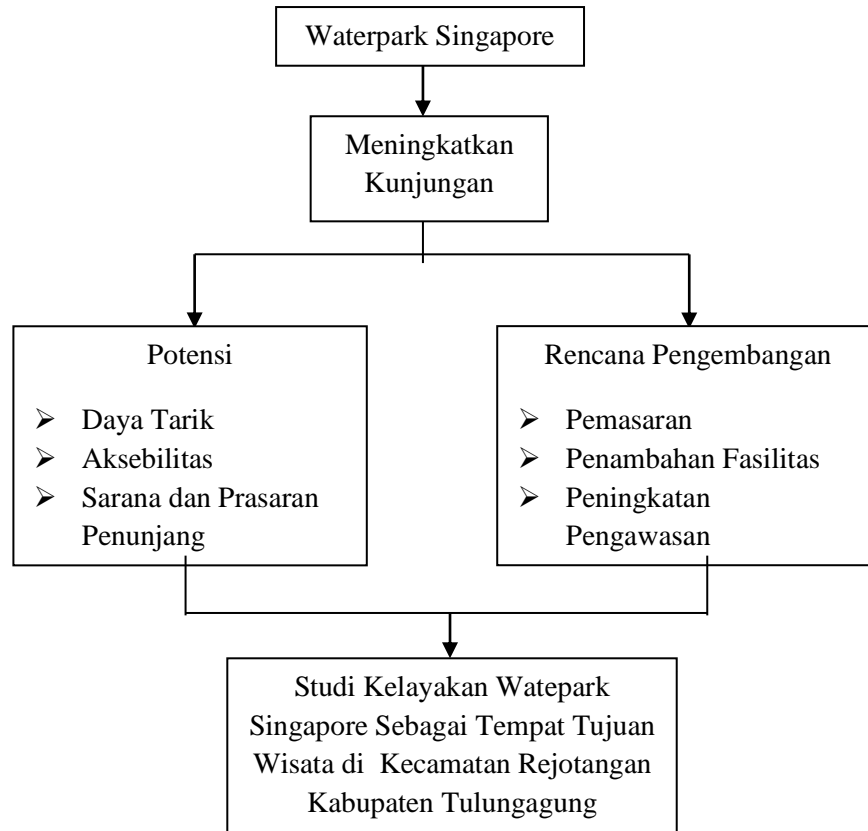 Waterpark Singapore
Meningkatkan
Kunjungan
Potensi
➢ Daya Tarik
➢ Aksebilitas
➢ Sarana dan Prasaran
Penunjang
Rencana Pengembangan
➢ Pemasaran
➢ Penambahan Fasilitas
➢ Peningkatan
Pengawasan
Studi Kelayakan Watepark
Singapore Sebagai Tempat Tujuan
Wisata di Kecamatan Rejotangan
Kabupaten Tulungagung